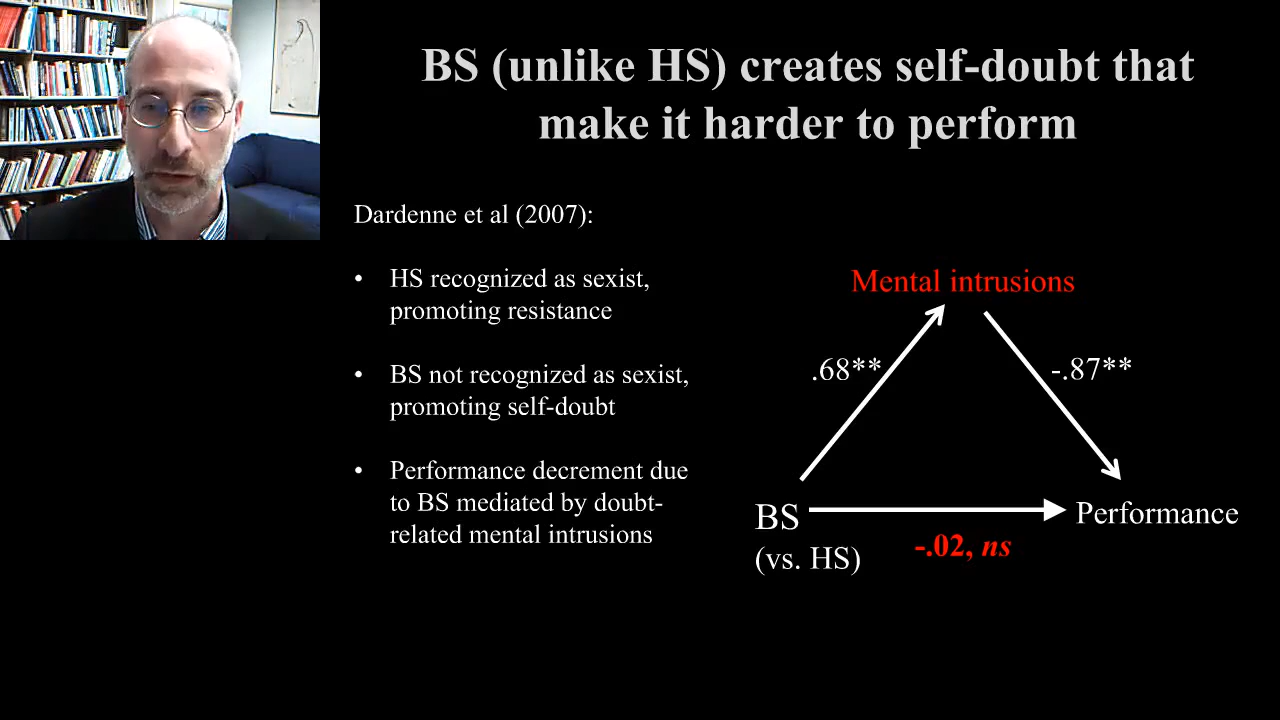 BS (unlike HS) creates self-doubt that
make it harder to perform
Dardenne et al (2007):
• HS recognized as sexist,
promoting resistance
• BS not recognized as sexist,
promoting self-doubt
• Performance decrement due
to BS mediated by doubt-
related mental intrusions
Mental intrusions
.68**
-.87**
BS
(vs. HS)
-.02, ns
Performance